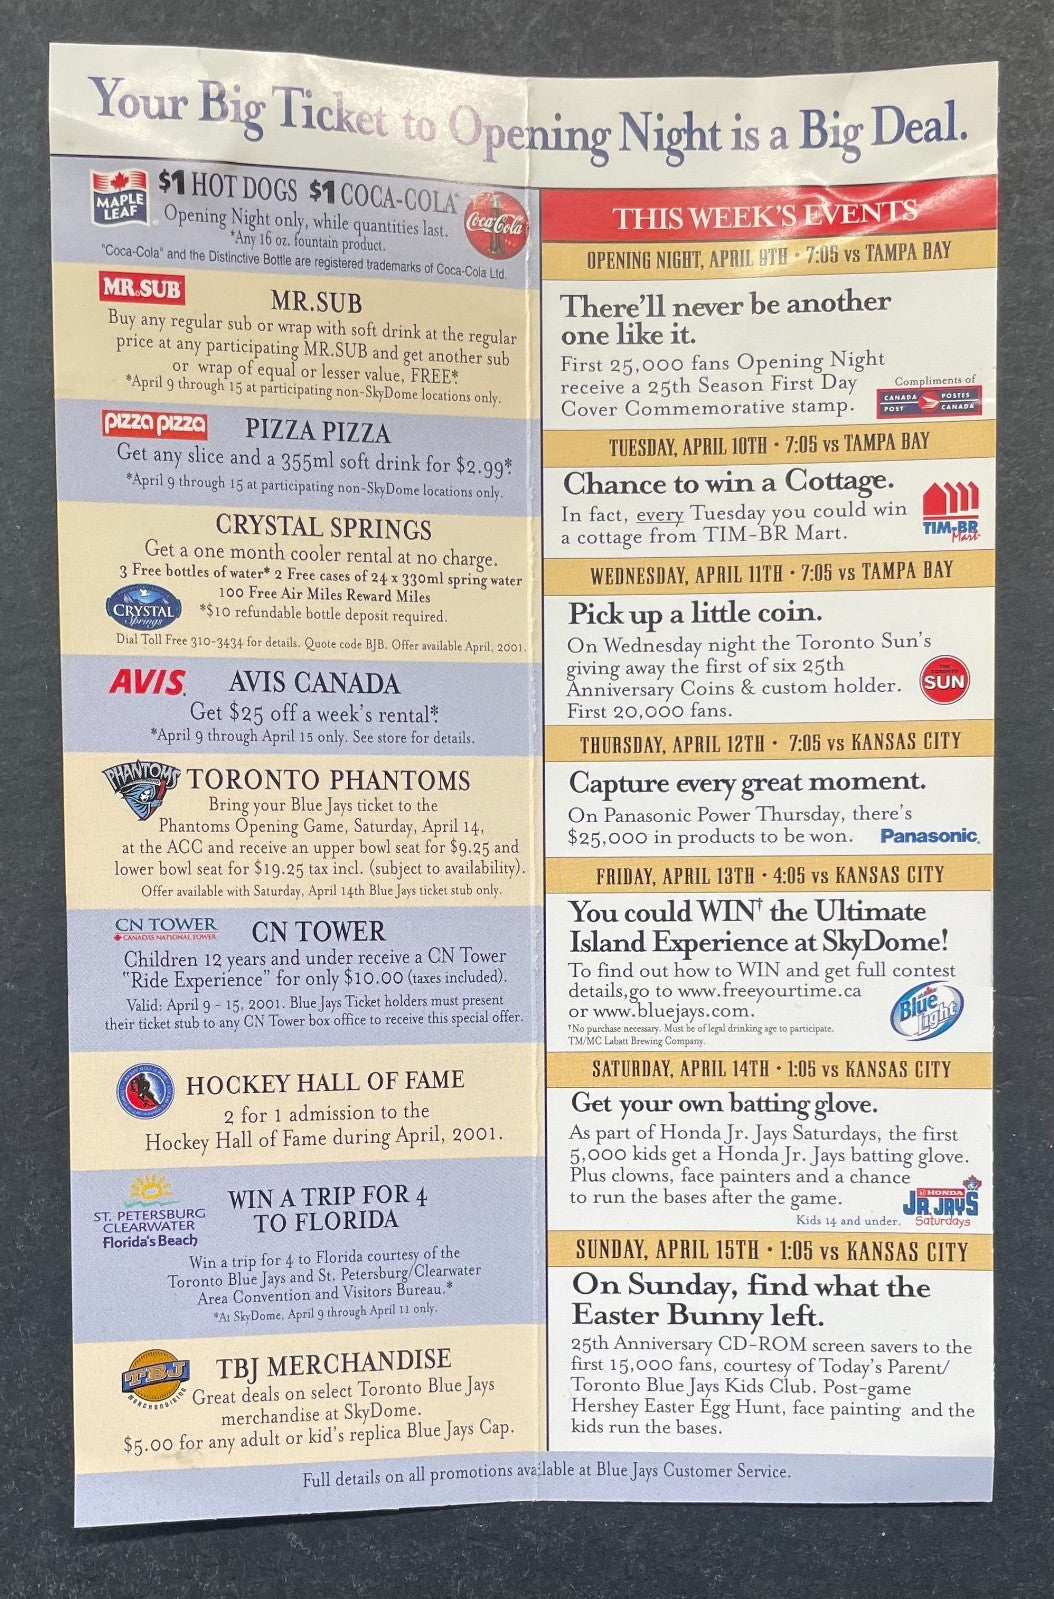 Your Big Ticket to Opening Night is a Big Deal.
MAPLE
LEAF
$1 HOT DOGS $1 COCA-COLA*
Opening Night only, while quantities last.
*Any 16 oz. fountain product.
"Coca-Cola" and the Distinctive Bottle are registered trademarks of Coca-Cola Ltd.
Coca-Cola
MR.SUB
MR.SUB
Buy any regular sub or wrap with soft drink at the regular
price at any participating MR.SUB and get another sub
or wrap of equal or lesser value, FREE*.
*April 9 through 15 at participating non-SkyDome locations only.
pizza pizza
PIZZA PIZZA
Get any slice and a 355ml soft drink for $2.99*.
*April 9 through 15 at participating non-SkyDome locations only.
CRYSTAL SPRINGS
Get a one month cooler rental at no charge.
3 Free bottles of water* 2 Free cases of 24 x 330ml spring water
100 Free Air Miles Reward Miles
CRYSTAL
Springs
*$10 refundable bottle deposit required.
Dial Toll Free 310-3434 for details. Quote code BJB. Offer available April, 2001.
AVIS.
AVIS CANADA
Get $25 off a week's rental*.
*April 9 through April 15 only. See store for details.
PHANTOMS
TORONTO PHANTOMS
Bring your Blue Jays ticket to the
Phantoms Opening Game, Saturday, April 14,
at the ACC and receive an upper bowl seat for $9.25 and
lower bowl seat for $19.25 tax incl. (subject to availability).
Offer available with Saturday, April 14th Blue Jays ticket stub only.
CN TOWER
CANADA'S NATIONAL TOWER
CN TOWER
Children 12 years and under receive a CN Tower
"Ride Experience" for only $10.00 (taxes included).
Valid: April 9 - 15, 2001. Blue Jays Ticket holders must present
their ticket stub to any CN Tower box office to receive this special offer.
HOCKEY HALL OF FAME
2 for 1 admission to the
Hockey Hall of Fame during April, 2001.
ST. PETERSBURG
CLEARWATER
Florida's Beach
WIN A TRIP FOR 4
TO FLORIDA
Win a trip for 4 to Florida courtesy of the
Toronto Blue Jays and St. Petersburg/Clearwater
Area Convention and Visitors Bureau.*
*At SkyDome, April 9 through April 11 only.
TBJ
MERCHANDISING
TBJ MERCHANDISE
Great deals on select Toronto Blue Jays
merchandise at SkyDome.
$5.00 for any adult or kid's replica Blue Jays Cap.
THIS WEEK'S EVENTS
OPENING NIGHT, APRIL 9TH • 7:05 vs TAMPA BAY
There'll never be another
one like it.
First 25,000 fans Opening Night
receive a 25th Season First Day
Cover Commemorative stamp.
Compliments of
CANADA POSTES
POST CANADA
TUESDAY, APRIL 10TH • 7:05 vs TAMPA BAY
Chance to win a Cottage.
In fact, every Tuesday you could win
a cottage from TIM-BR Mart.
TIM-BR
Mart
WEDNESDAY, APRIL 11TH • 7:05 vs TAMPA BAY
Pick up a little coin.
On Wednesday night the Toronto Sun's
giving away the first of six 25th
Anniversary Coins & custom holder.
First 20,000 fans.
THE TORONTO
SUN
THURSDAY, APRIL 12TH • 7:05 vs KANSAS CITY
Capture every great moment.
On Panasonic Power Thursday, there's
$25,000 in products to be won.
Panasonic.
FRIDAY, APRIL 13TH • 4:05 vs KANSAS CITY
You could WIN† the Ultimate
Island Experience at SkyDome!
To find out how to WIN and get full contest
details,go to www.freeyourtime.ca
or www.bluejays.com.
†No purchase necessary. Must be of legal drinking age to participate.
TM/MC Labatt Brewing Company.
Blue
Light
SATURDAY, APRIL 14TH • 1:05 vs KANSAS CITY
Get your own batting glove.
As part of Honda Jr. Jays Saturdays, the first
5,000 kids get a Honda Jr. Jays batting glove.
Plus clowns, face painters and a chance
to run the bases after the game.
Kids 14 and under.
HONDA
JR. JAYS
Saturdays
SUNDAY, APRIL 15TH • 1:05 vs KANSAS CITY
On Sunday, find what the
Easter Bunny left.
25th Anniversary CD-ROM screen savers to the
first 15,000 fans, courtesy of Today's Parent/
Toronto Blue Jays Kids Club. Post-game
Hershey Easter Egg Hunt, face painting and the
kids run the bases.
Full details on all promotions available at Blue Jays Customer Service.